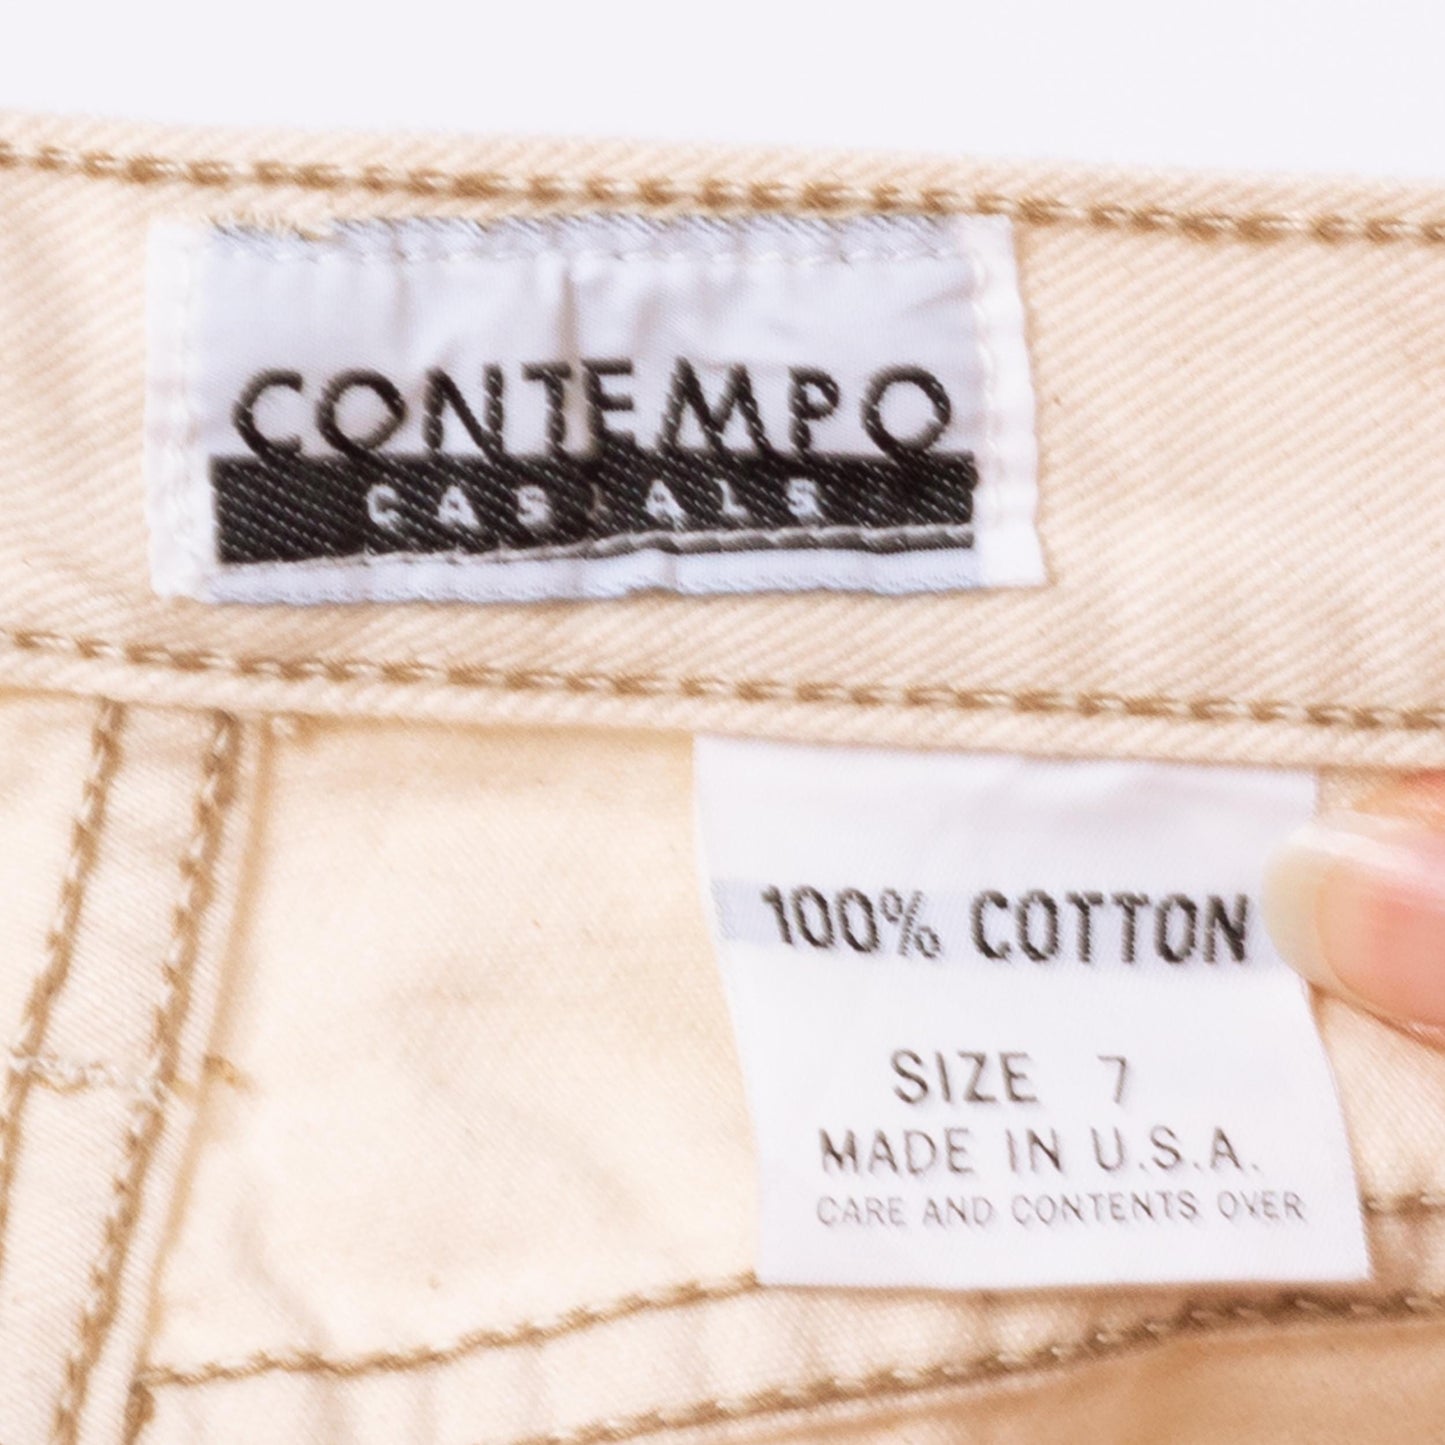 CONTEMPO
CASUALS
100% COTTON
SIZE 7
MADE IN U.S.A.
CARE AND CONTENTS OVER